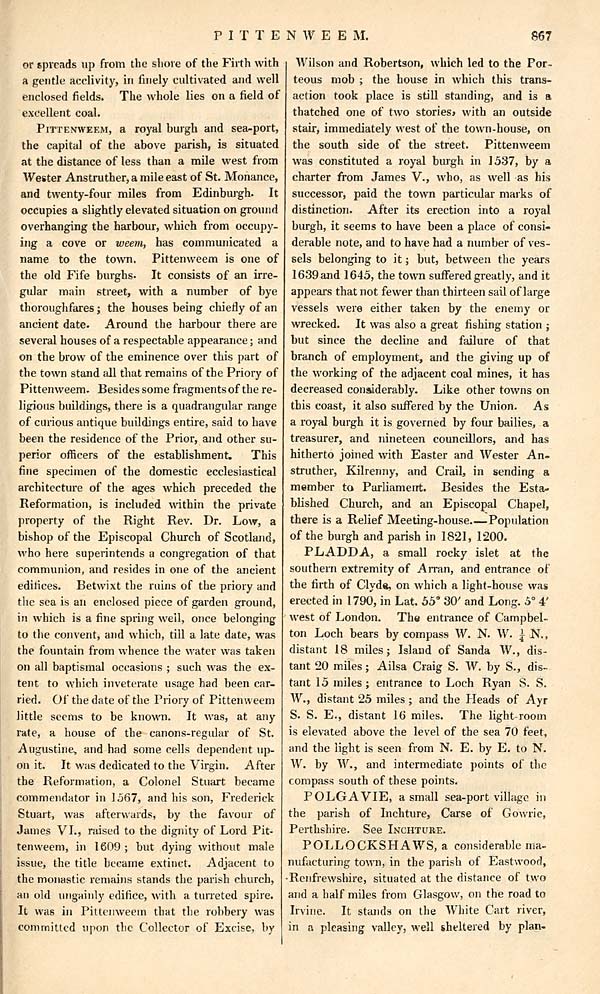 PITTENWEEM.
867
or spreads up from the shore of the Firth with
a gentle acclivity, in finely cultivated and well
enclosed fields. The whole lies on a field of
excellent coal.
PITTENWEEM, a royal burgh and sea-port,
the capital of the above parish, is situated
at the distance of less than a mile west from
Wester Anstruther, a mile east of St. Monance,
and twenty-four miles from Edinburgh. It
occupies a slightly elevated situation on ground
overhanging the harbour, which from occupy-
ing a cove or weem, has communicated a
name to the town. Pittenweem is one of
the old Fife burghs. It consists of an irre-
gular main street, with a number of bye
thoroughfares; the houses being chiefly of an
ancient date. Around the harbour there are
several houses of a respectable appearance; and
on the brow of the eminence over this part of
the town stand all that remains of the Priory of
Pittenweem. Besides some fragments of the re-
ligious buildings, there is a quadrangular range
of curious antique buildings entire, said to have
been the residence of the Prior, and other su-
perior officers of the establishment. This
fine specimen of the domestic ecclesiastical
architecture of the ages which preceded the
Reformation, is included within the private
property of the Right Rev. Dr. Low, a
bishop of the Episcopal Church of Scotland,
who here superintends a congregation of that
communion, and resides in one of the ancient
edifices. Betwixt the ruins of the priory and
the sea is an enclosed piece of garden ground,
in which is a fine spring well, once belonging
to the convent, and which, till a late date, was
the fountain from whence the water was taken
on all baptismal occasions; such was the ex-
tent to which inveterate usage had been car-
ried. Of the date of the Priory of Pittenweem
little seems to be known. It was, at any
rate, a house of the canons-regular of St.
Augustine, and had some cells dependent up-
on it. It was dedicated to the Virgin. After
the Reformation, a Colonel Stuart became
commendator in 1567, and his son, Frederick
Stuart, was afterwards, by the favour of
James VI., raised to the dignity of Lord Pit-
tenweem, in 1609; but dying without male
issue, the title became extinct. Adjacent to
the monastic remains stands the parish church,
an old ungainly edifice, with a turreted spire.
It was in Pittenweem that the robbery was
committed upon the Collector of Excise, by
Wilson and Robertson, which led to the Por-
teous mob; the house in which this trans-
action took place is still standing, and is a
thatched one of two stories, with an outside
stair, immediately west of the town-house, on
the south side of the street. Pittenweem
was constituted a royal burgh in 1537, by a
charter from James V., who, as well as his
successor, paid the town particular marks of
distinction. After its erection into a royal
burgh, it seems to have been a place of consi-
derable note, and to have had a number of ves-
sels belonging to it; but, between the years
1639 and 1645, the town suffered greatly, and it
appears that not fewer than thirteen sail of large
vessels were either taken by the enemy or
wrecked. It was also a great fishing station;
but since the decline and failure of that
branch of employment, and the giving up of
the working of the adjacent coal mines, it has
decreased considerably. Like other towns on
this coast, it also suffered by the Union. As
a royal burgh it is governed by four bailies, a
treasurer, and nineteen councillors, and has
hitherto joined with Easter and Wester An-
struther, Kilrenny, and Crail, in sending a
member to Parliament. Besides the Esta-
blished Church, and an Episcopal Chapel,
there is a Relief Meeting-house.—Population
of the burgh and parish in 1821, 1200.
PLADDA, a small rocky islet at the
southern extremity of Arran, and entrance of
the firth of Clyde, on which a light-house was
erected in 1790, in Lat. 55° 30′ and Long. 5° 4′
west of London. The entrance of Campbel-
ton Loch bears by compass W. N. W. ¼ N.,
distant 18 miles; Island of Sanda W., dis-
tant 20 miles; Ailsa Craig S. W. by S., dis-
tant 15 miles; entrance to Loch Ryan S. S.
W., distant 25 miles; and the Heads of Ayr
S. S. E., distant 16 miles. The light-room
is elevated above the level of the sea 70 feet,
and the light is seen from N. E. by E. to N.
W. by W., and intermediate points of the
compass south of these points.
POLGAVIE, a small sea-port village in
the parish of Inchture, Carse of Gowrie,
Perthshire. See INCHTURE.
POLLOCKSHAWS, a considerable ma-
nufacturing town, in the parish of Eastwood,
Renfrewshire, situated at the distance of two
and a half miles from Glasgow, on the road to
Irvine. It stands on the White Cart river,
in a pleasing valley, well sheltered by plan-